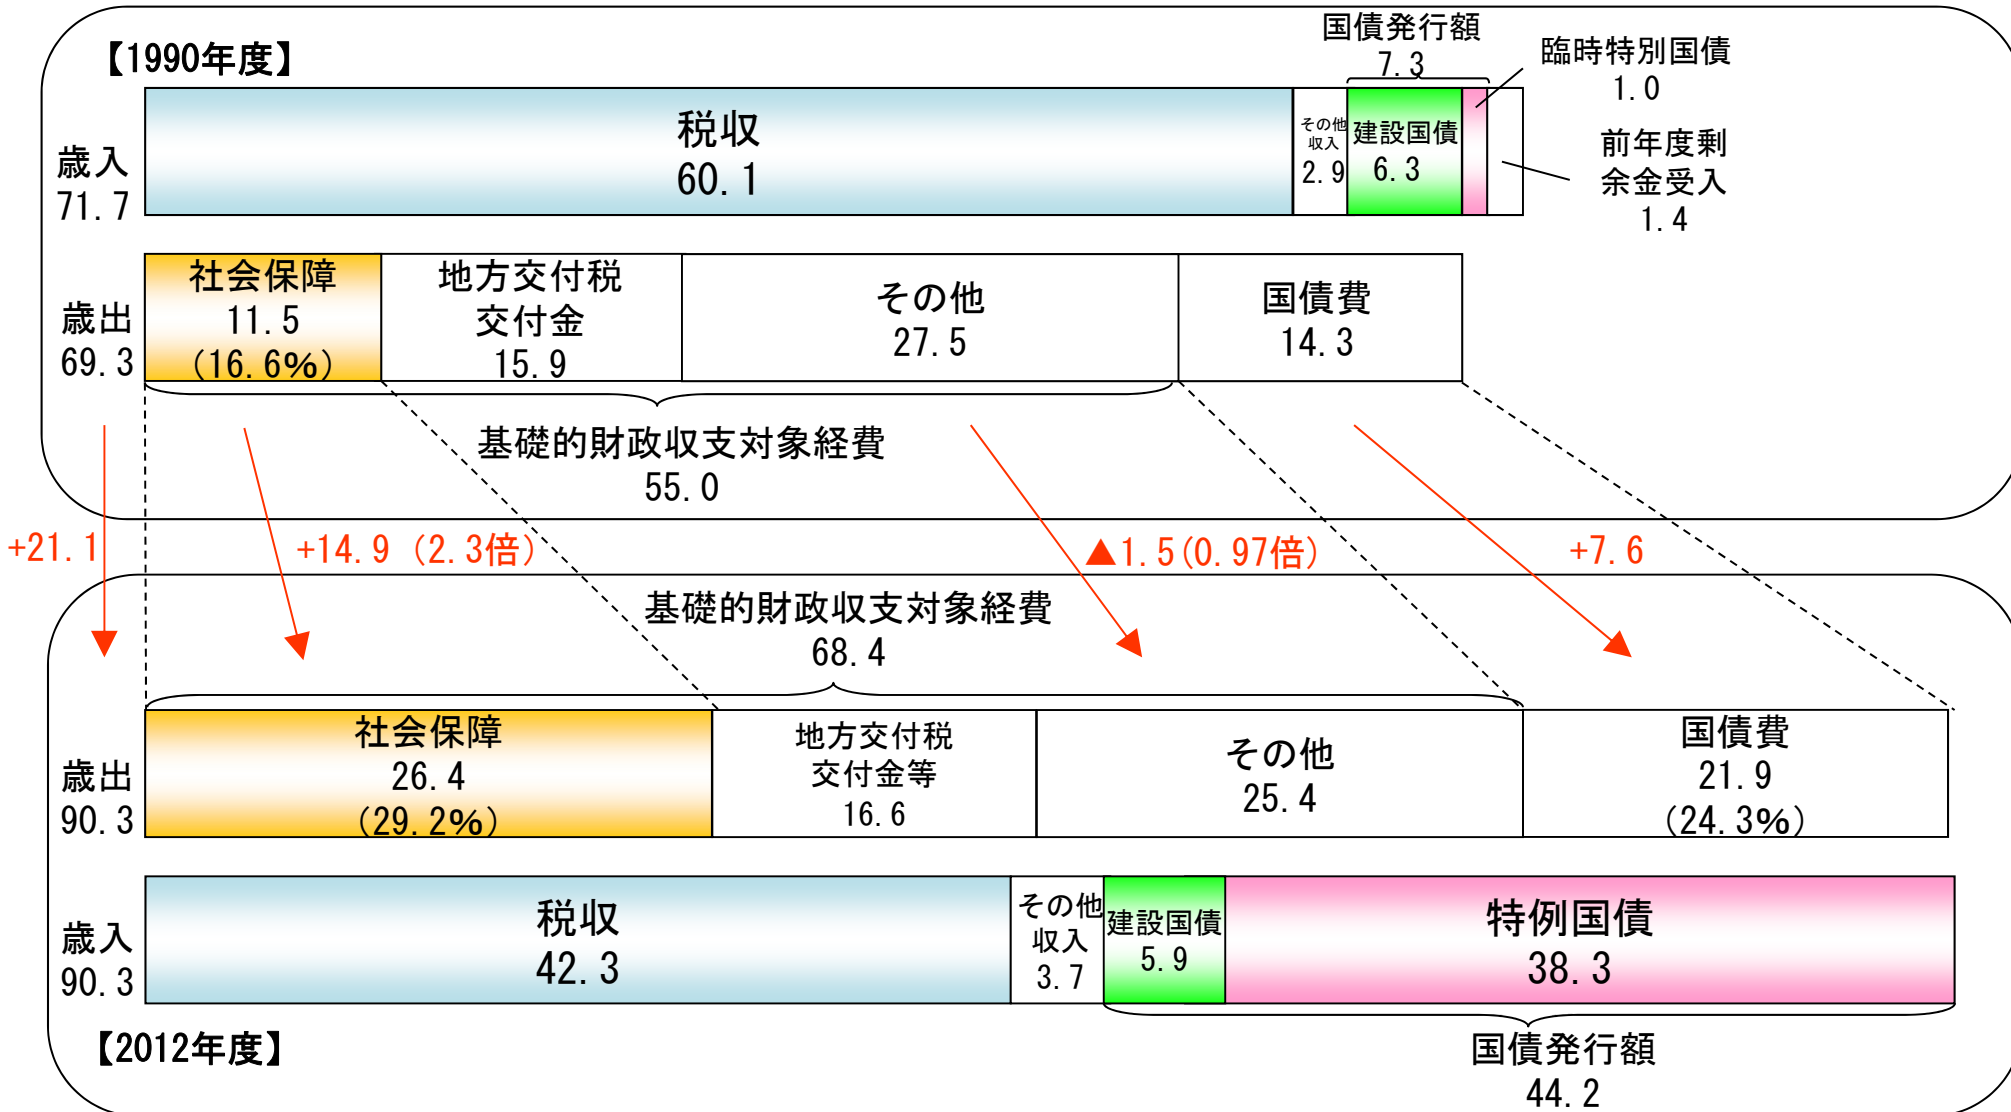 【1990年度】
国債発行額
7.3
臨時特別国債
1.0
歳入
71.7
税収
60.1
その他
収入
2.9
建設国債
6.3
前年度剰
余金受入
1.4
歳出
69.3
社会保障
11.5
(16.6%)
地方交付税
交付金
15.9
その他
27.5
国債費
14.3
基礎的財政収支対象経費
55.0
+21.1
+14.9 (2.3倍)
▲1.5(0.97倍)
+7.6
基礎的財政収支対象経費
68.4
歳出
90.3
社会保障
26.4
(29.2%)
地方交付税
交付金等
16.6
その他
25.4
国債費
21.9
(24.3%)
歳入
90.3
税収
42.3
その他
収入
3.7
建設国債
5.9
特例国債
38.3
【2012年度】
国債発行額
44.2